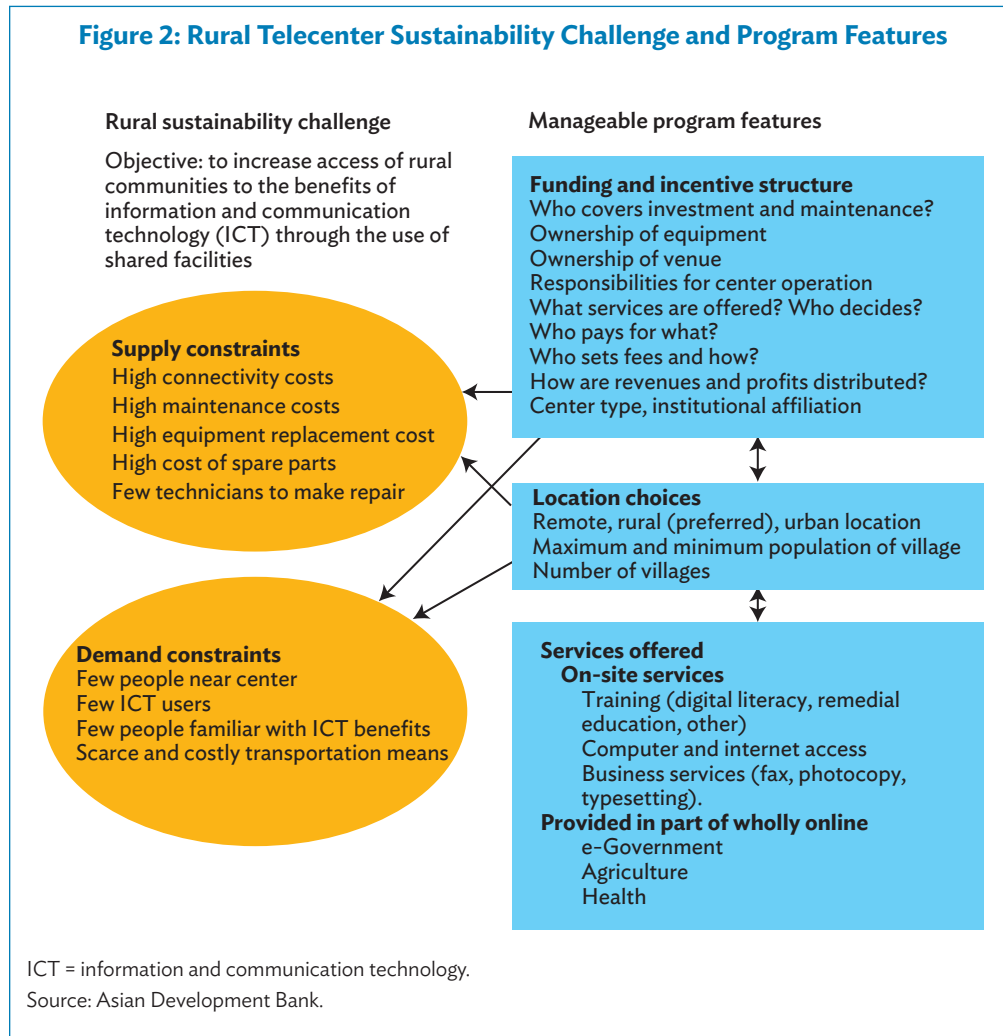 Figure 2: Rural Telecenter Sustainability Challenge and Program Features
Rural sustainability challenge
Objective: to increase access of rural
communities to the benefits of
information and communication
technology (ICT) through the use of
shared facilities
Supply constraints
High connectivity costs
High maintenance costs
High equipment replacement cost
High cost of spare parts
Few technicians to make repair
Demand constraints
Few people near center
Few ICT users
Few people familiar with ICT benefits
Scarce and costly transportation means
Manageable program features
Funding and incentive structure
Who covers investment and maintenance?
Ownership of equipment
Ownership of venue
Responsibilities for center operation
What services are offered? Who decides?
Who pays for what?
Who sets fees and how?
How are revenues and profits distributed?
Center type, institutional affiliation
Location choices
Remote, rural (preferred), urban location
Maximum and minimum population of village
Number of villages
Services offered
On-site services
Training (digital literacy, remedial
education, other)
Computer and internet access
Business services (fax, photocopy,
typesetting).
Provided in part of wholly online
e-Government
Agriculture
Health
ICT = information and communication technology.
Source: Asian Development Bank.